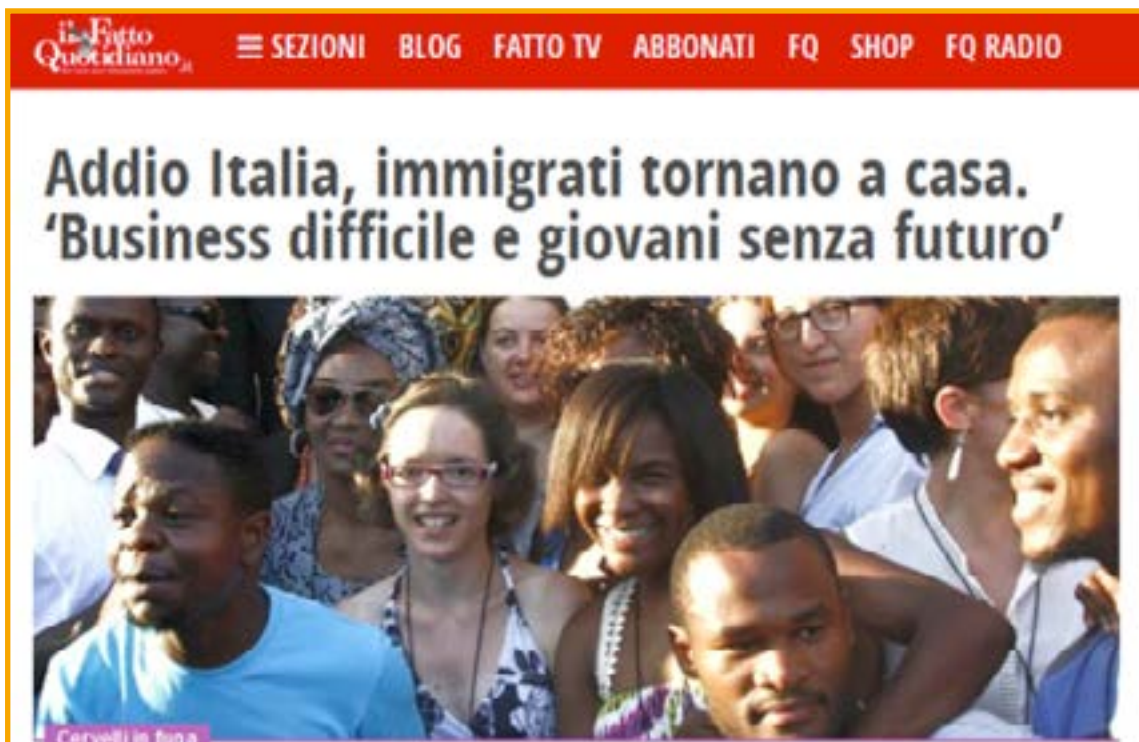 il Fatto
Quotidiano.it
≡ SEZIONI BLOG FATTO TV ABBONATI FQ SHOP FQ RADIO
Addio Italia, immigrati tornano a casa.
‘Business difficile e giovani senza futuro’
Cervelli in fuga